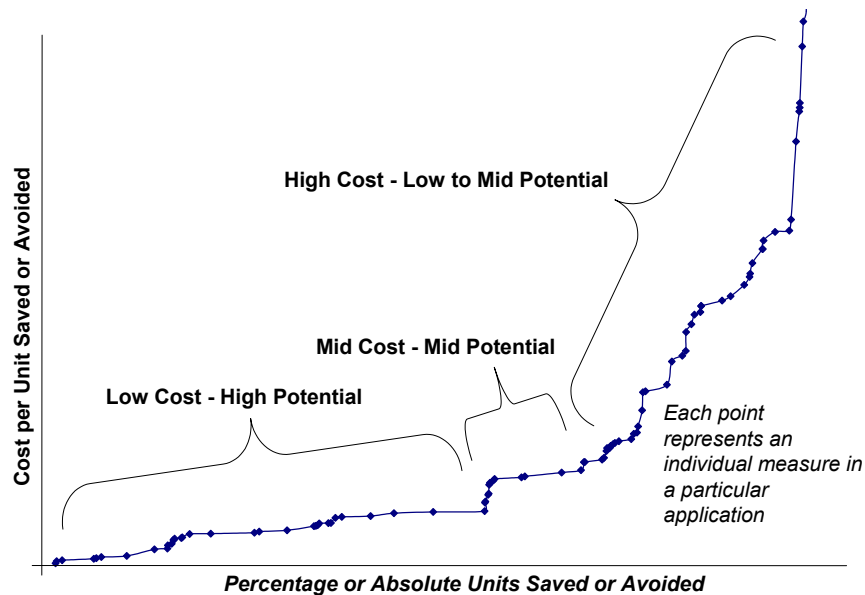 Cost per Unit Saved or Avoided
High Cost - Low to Mid Potential
Mid Cost - Mid Potential
Low Cost - High Potential
Each point
represents an
individual measure in
a particular
application
Percentage or Absolute Units Saved or Avoided